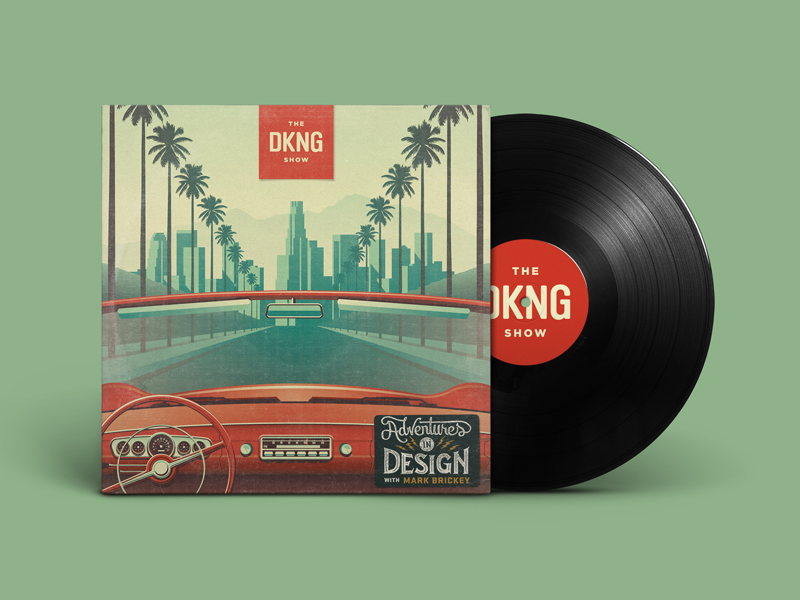 THE
DKNG
SHOW
THE
DKNG
SHOW
Adventures
IN
DESIGN
WITH MARK BRICKEY